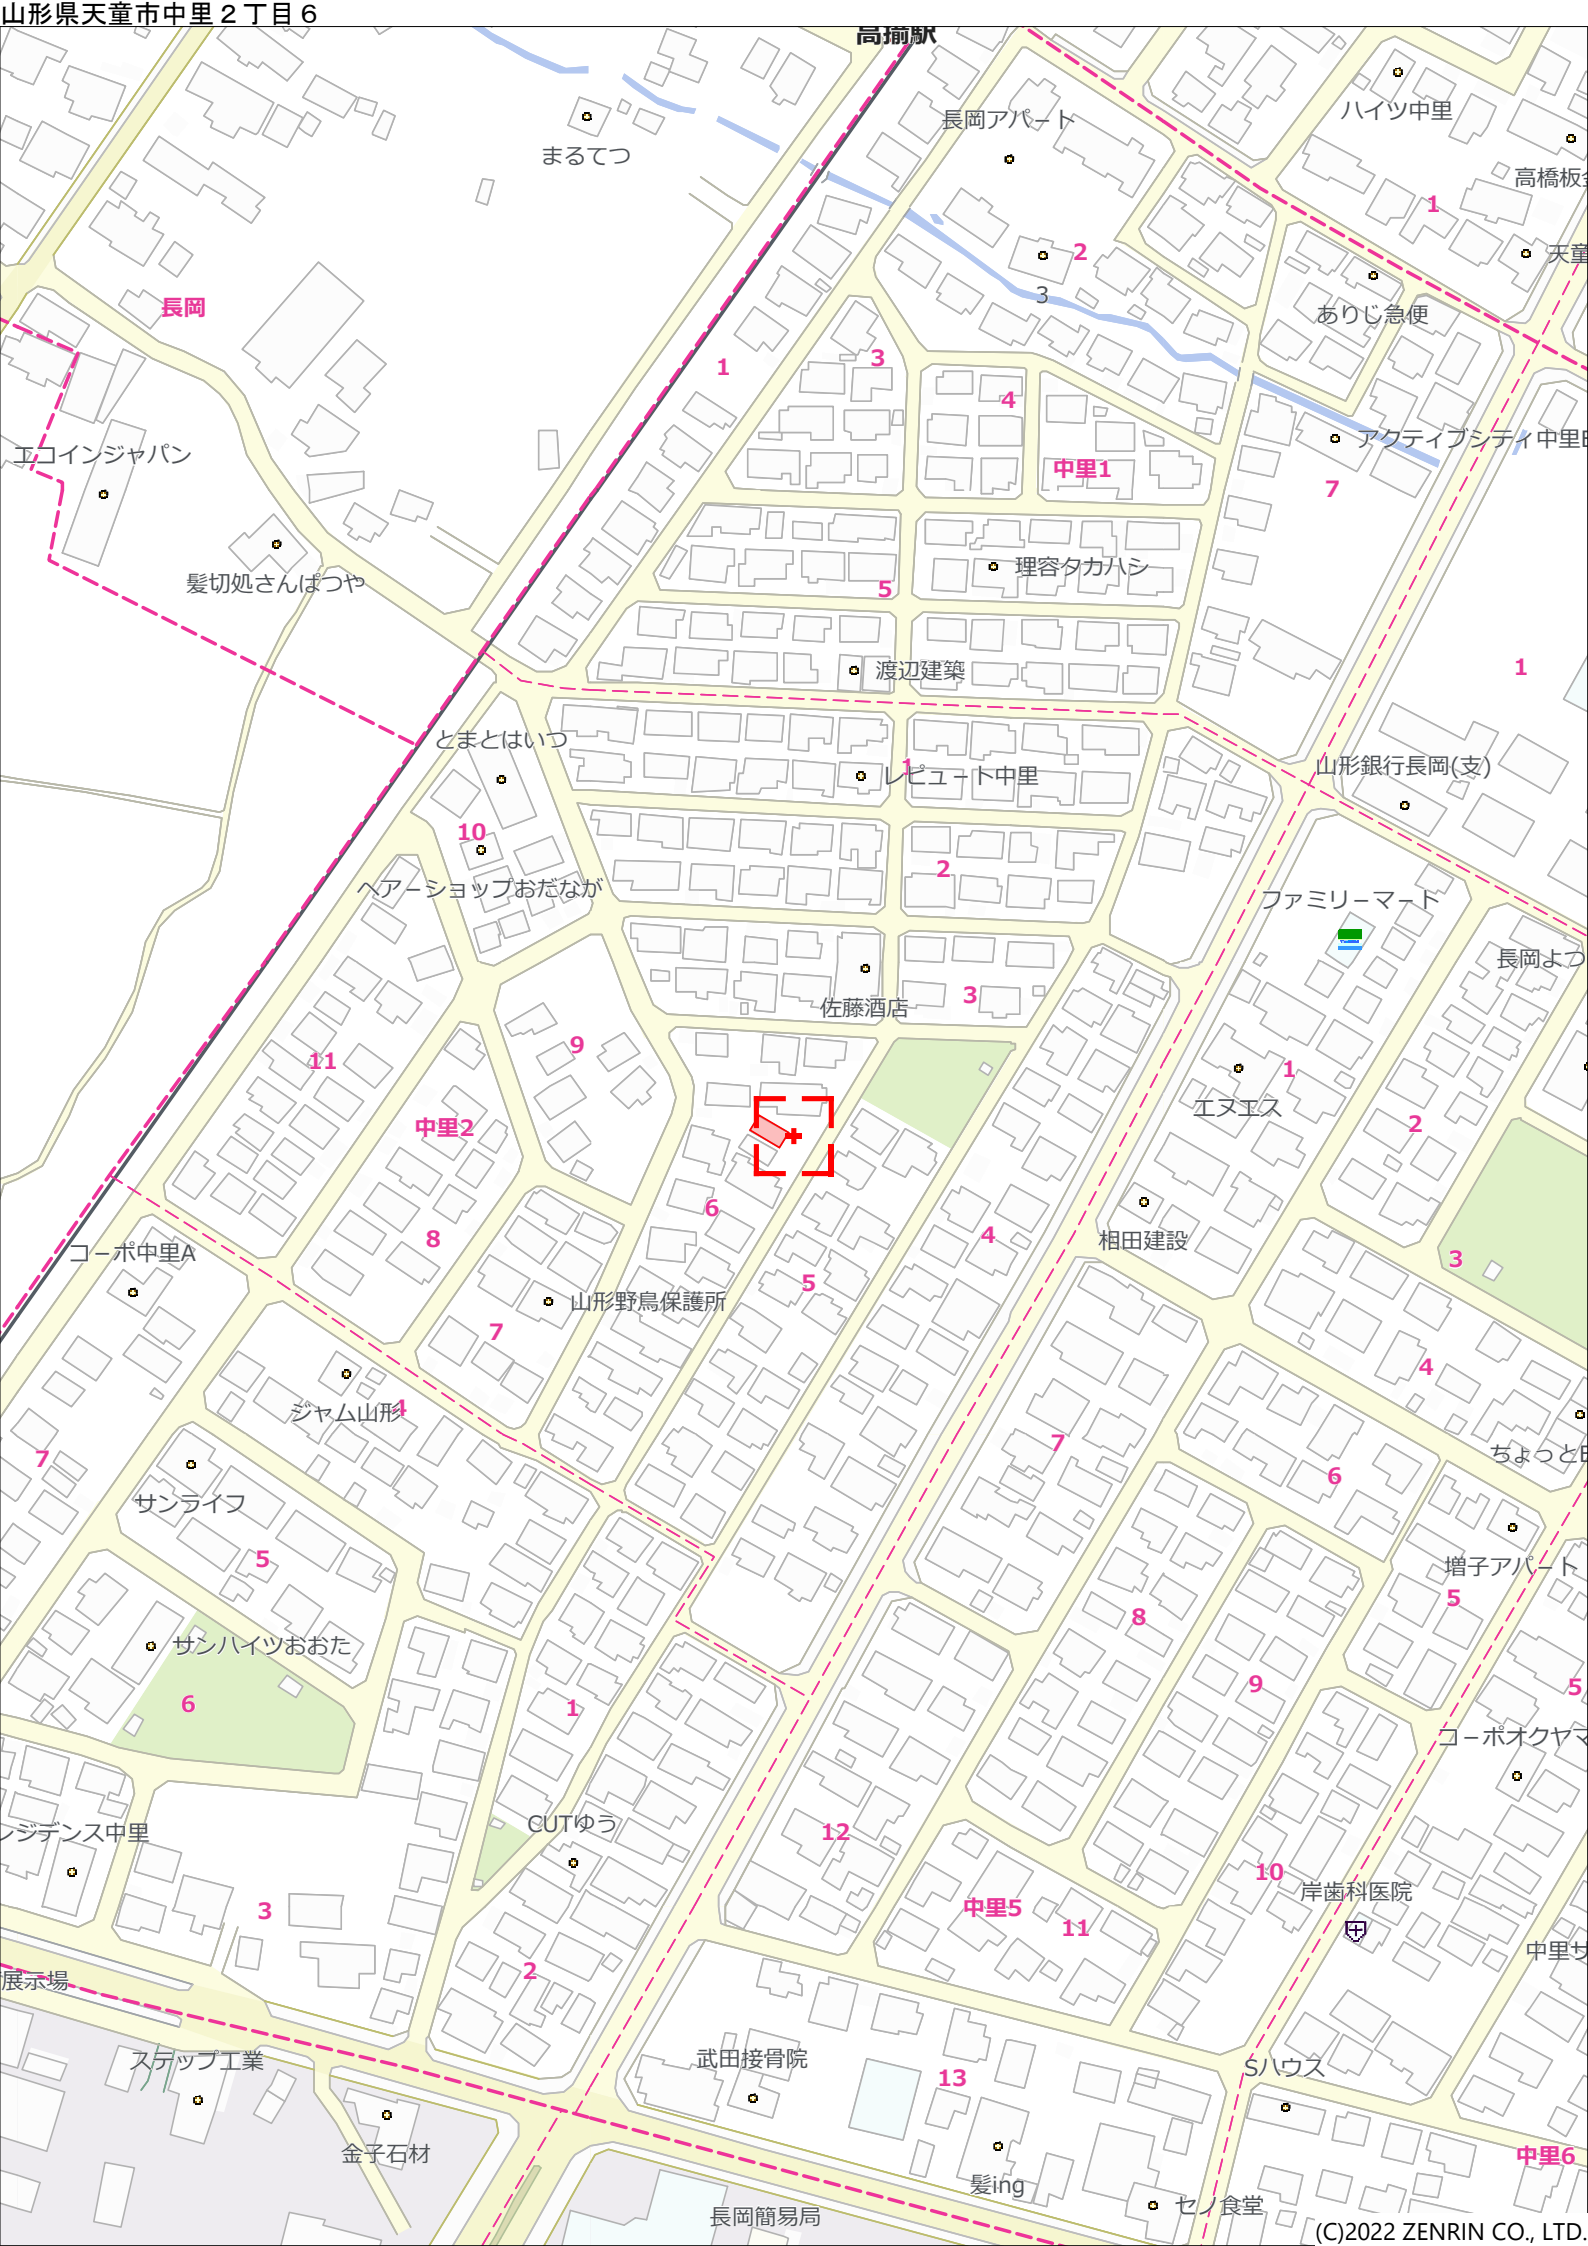 山形県天童市中里２丁目６
高擶駅
ハイツ中里
長岡アパート
まるてつ
高橋板金
1
2
天童
長岡
3
ありじ急便
3
1
4
エコインジャパン
アクティブシティ中里B
中里1
7
理容タカハシ
髪切処さんぱつや
5
渡辺建築
1
とまとはいつ
1
レピュート中里
山形銀行長岡(支)
10
2
ヘアーショップおだなが
ファミリーマート
長岡よつ
3
佐藤酒店
9
11
1
エヌエス
中里2
2
6
8
4
相田建設
コーポ中里A
3
5
山形野鳥保護所
7
4
ジャム山形
4
7
7
ちょっとE
6
サンライフ
5
増子アパート
5
8
サンハイツおおた
9
5
6
1
コーポオクヤマ
CUTゆう
12
レジデンス中里
10
岸歯科医院
中里5
3
11
中里サ
2
展示場
ステップ工業
武田接骨院
Sハウス
13
金子石材
中里6
髪ing
セノ食堂
長岡簡易局
(C)2022 ZENRIN CO., LTD.